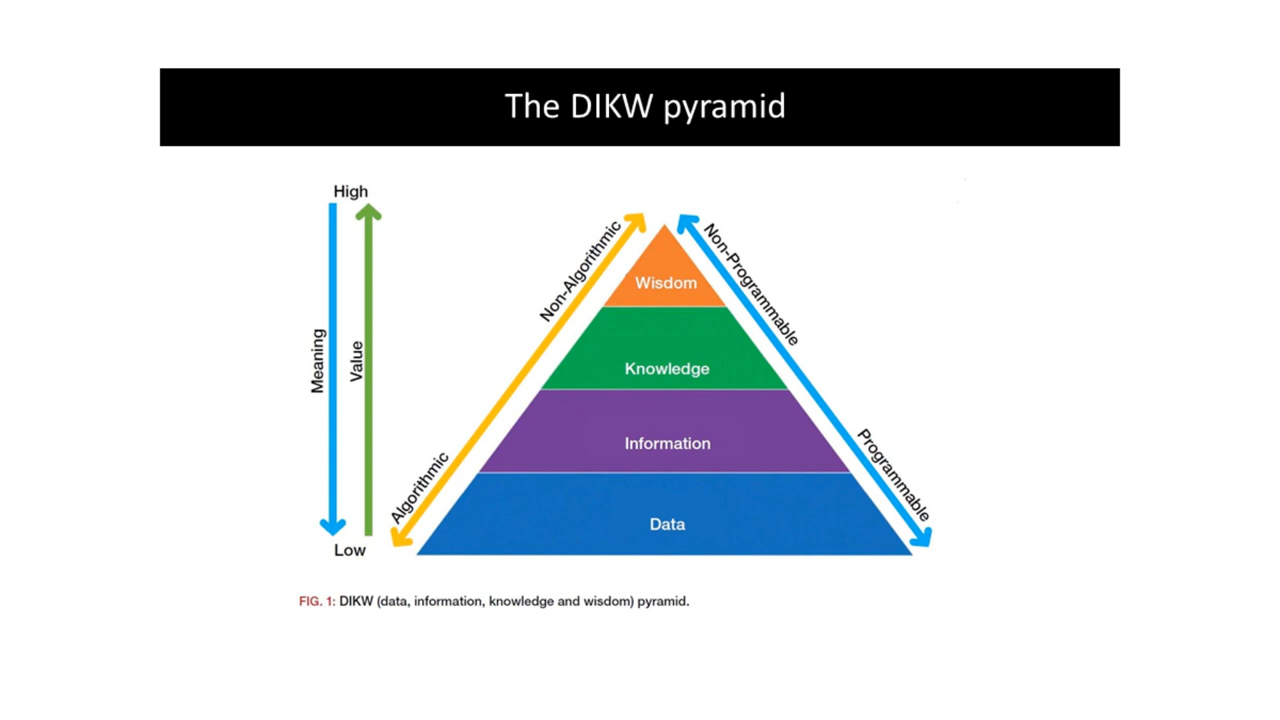 The DIKW pyramid
High
Meaning
Value
Low
Non-Algorithmic
Algorithmic
Non-Programmable
Programmable
Wisdom
Knowledge
Information
Data
FIG. 1: DIKW (data, information, knowledge and wisdom) pyramid.